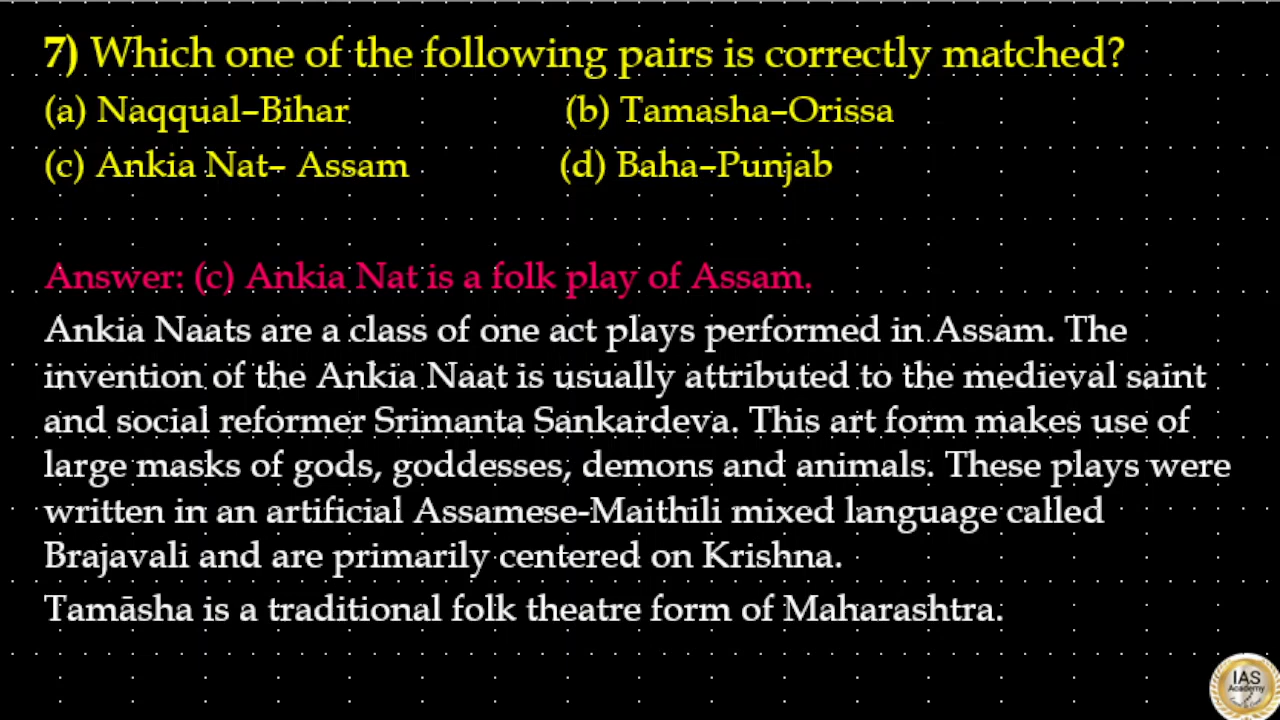 7) Which one of the following pairs is correctly matched?
(a) Naqqual–Bihar (b) Tamasha–Orissa
(c) Ankia Nat– Assam (d) Baha–Punjab
Answer: (c) Ankia Nat is a folk play of Assam.
Ankia Naats are a class of one act plays performed in Assam. The
invention of the Ankia Naat is usually attributed to the medieval saint
and social reformer Srimanta Sankardeva. This art form makes use of
large masks of gods, goddesses, demons and animals. These plays were
written in an artificial Assamese-Maithili mixed language called
Brajavali and are primarily centered on Krishna.
Tamāsha is a traditional folk theatre form of Maharashtra.
IAS
Academy